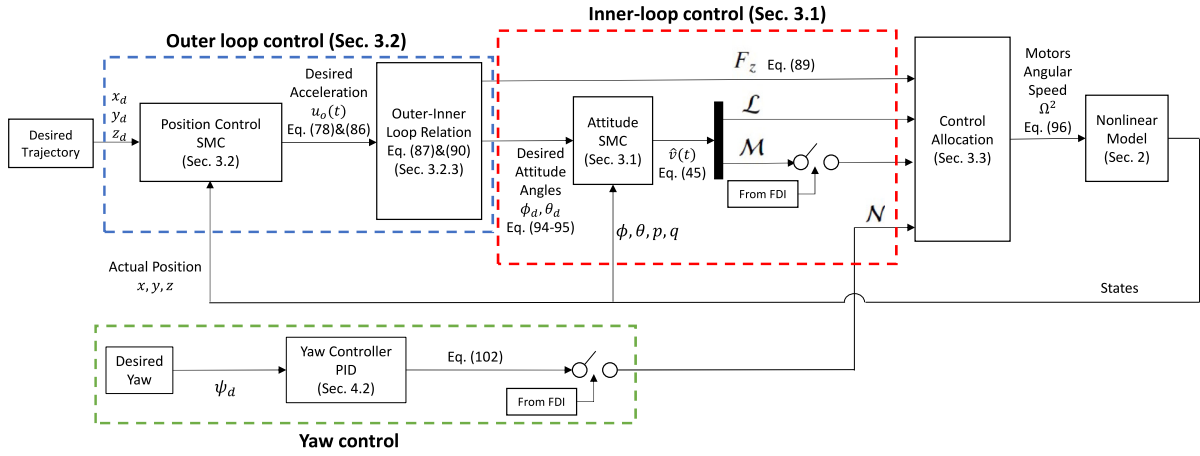 Inner-loop control (Sec. 3.1)
Outer loop control (Sec. 3.2)
Desired
Trajectory
x_d
y_d
z_d
Position Control
SMC
(Sec. 3.2)
Desired
Acceleration
u_o(t)
Eq. (78)&(86)
Outer-Inner
Loop Relation
Eq. (87)&(90)
(Sec. 3.2.3)
F_z Eq. (89)
Desired
Attitude
Angles
ϕ_d, θ_d
Eq. (94-95)
Attitude
SMC
(Sec. 3.1)
v̂(t)
Eq. (45)
ℒ
ℳ
From FDI
𝒩
Control
Allocation
(Sec. 3.3)
Motors
Angular
Speed
Ω²
Eq. (96)
Nonlinear
Model
(Sec. 2)
ϕ, θ, p, q
Actual Position
x, y, z
States
Desired
Yaw
ψ_d
Yaw Controller
PID
(Sec. 4.2)
Eq. (102)
From FDI
Yaw control